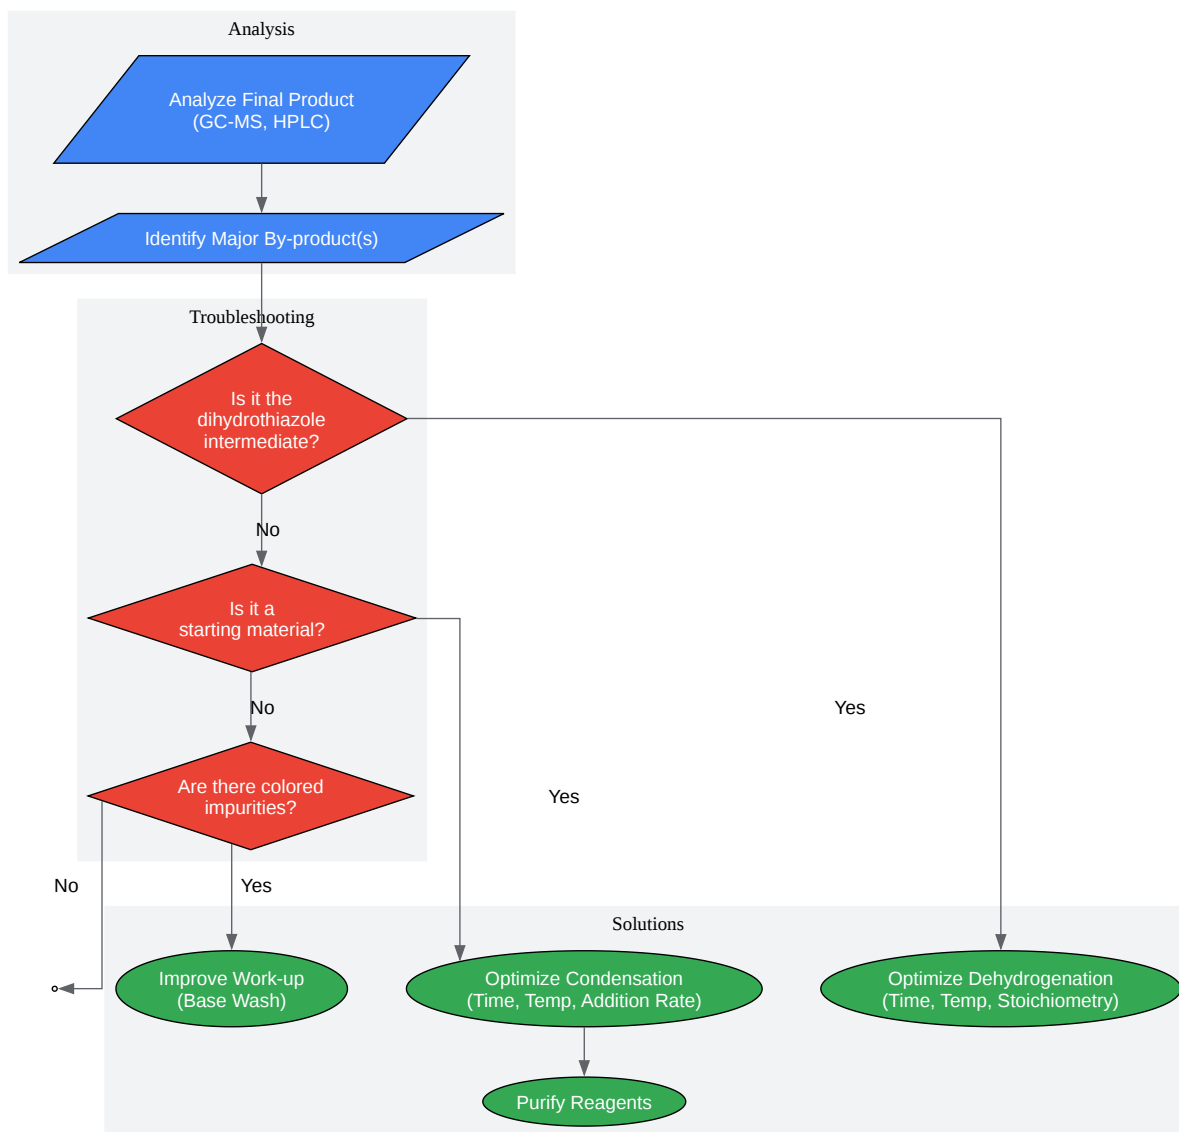 Analysis
Analyze Final Product
(GC-MS, HPLC)
Identify Major By-product(s)
Troubleshooting
Is it the
dihydrothiazole
intermediate?
No
Is it a
starting material?
No
Yes
Are there colored
impurities?
Yes
No
Yes
Solutions
Improve Work-up
(Base Wash)
Optimize Condensation
(Time, Temp, Addition Rate)
Optimize Dehydrogenation
(Time, Temp, Stoichiometry)
Purify Reagents